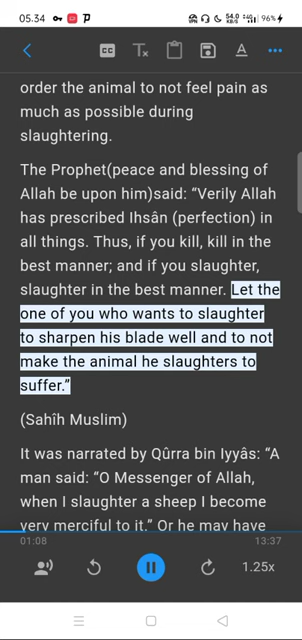 05.34
54.0
KB/S
4G
96%
CC
order the animal to not feel pain as
much as possible during
slaughtering.
The Prophet(peace and blessing of
Allah be upon him)said: “Verily Allah
has prescribed Ihsân (perfection) in
all things. Thus, if you kill, kill in the
best manner; and if you slaughter,
slaughter in the best manner. Let the
one of you who wants to slaughter
to sharpen his blade well and to not
make the animal he slaughters to
suffer.”
(Sahîh Muslim)
It was narrated by Qûrra bin Iyyâs: “A
man said: “O Messenger of Allah,
when I slaughter a sheep I become
very merciful to it.” Or he may have
01:08
13:37
1.25x